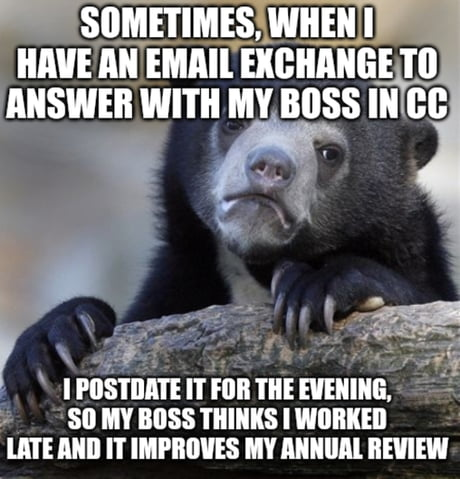 SOMETIMES, WHEN I
HAVE AN EMAIL EXCHANGE TO
ANSWER WITH MY BOSS IN CC
I POSTDATE IT FOR THE EVENING,
SO MY BOSS THINKS I WORKED
LATE AND IT IMPROVES MY ANNUAL REVIEW